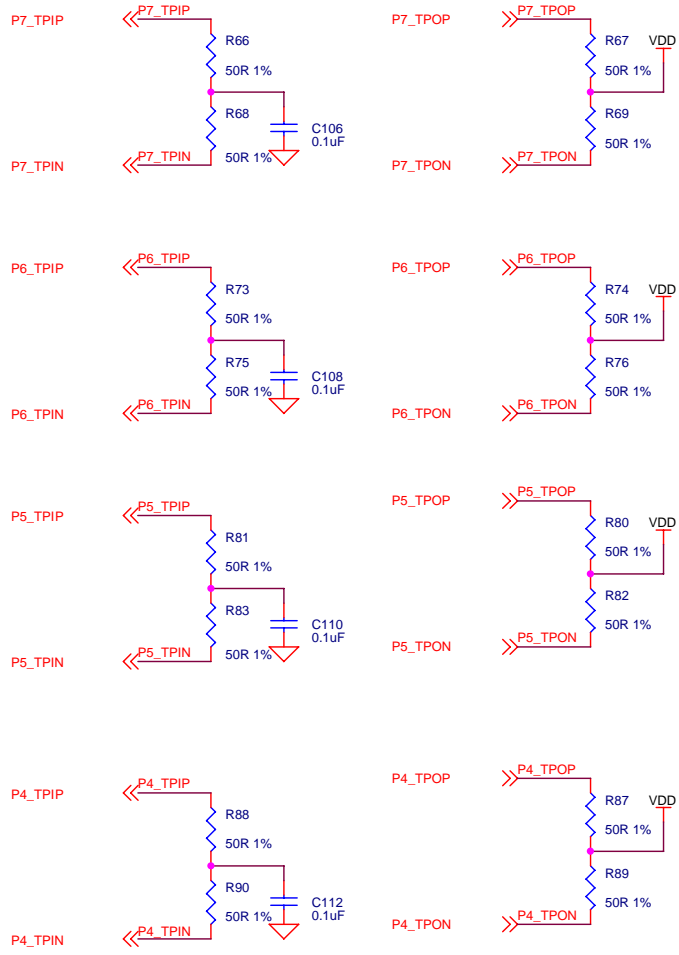 P7_TPIP P7_TPIP
R66
50R 1%
R68
50R 1%
C106
0.1uF
P7_TPIN P7_TPIN
P7_TPOP P7_TPOP
R67
VDD
50R 1%
R69
50R 1%
P7_TPON P7_TPON
P6_TPIP P6_TPIP
R73
50R 1%
R75
50R 1%
C108
0.1uF
P6_TPIN P6_TPIN
P6_TPOP P6_TPOP
R74
VDD
50R 1%
R76
50R 1%
P6_TPON P6_TPON
P5_TPIP P5_TPIP
R81
50R 1%
R83
50R 1%
C110
0.1uF
P5_TPIN P5_TPIN
P5_TPOP P5_TPOP
R80
VDD
50R 1%
R82
50R 1%
P5_TPON P5_TPON
P4_TPIP P4_TPIP
R88
50R 1%
R90
50R 1%
C112
0.1uF
P4_TPIN P4_TPIN
P4_TPOP P4_TPOP
R87
VDD
50R 1%
R89
50R 1%
P4_TPON P4_TPON